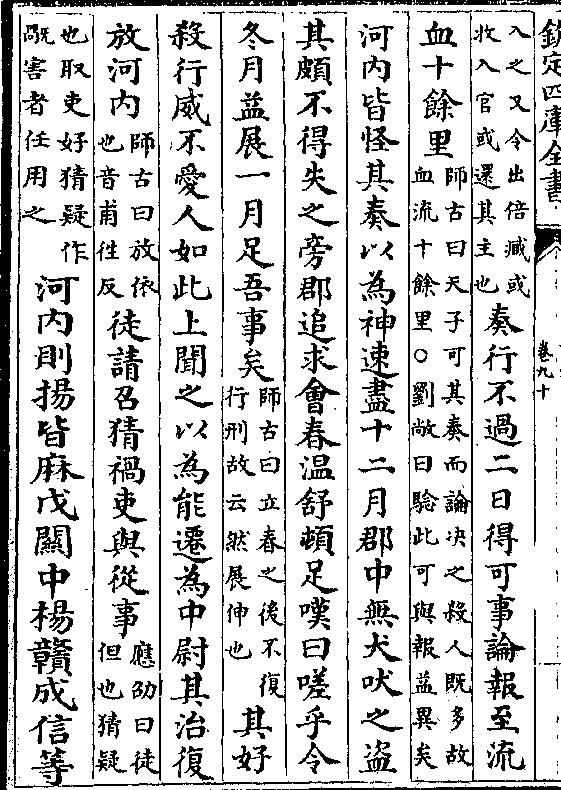 欽定四庫全書
卷九十
入之又令出倍臧或收入官或還其主也奏行不過二日得可事論報至流
血十餘里師古曰天子可其奏而論决之殺人既多故血流十餘里○劉敞曰驗此可與報益異矣
河内皆怪其奏以為神速盡十二月郡中無犬吠之盗
其頗不得失之旁郡追求會春温舒頓足嘆曰嗟乎令
冬月益展一月足吾事矣師古曰立春之後不復行刑故云然展伸也其好
殺行威不愛人如此上聞之以為能遷為中尉其治復
放河内師古曰放依也音甫往反徒請召猜禍吏與從事應劭曰徒但也猜疑
也取吏好猜疑作害者任用之河内則揚皆麻戊關中楊贛成信等